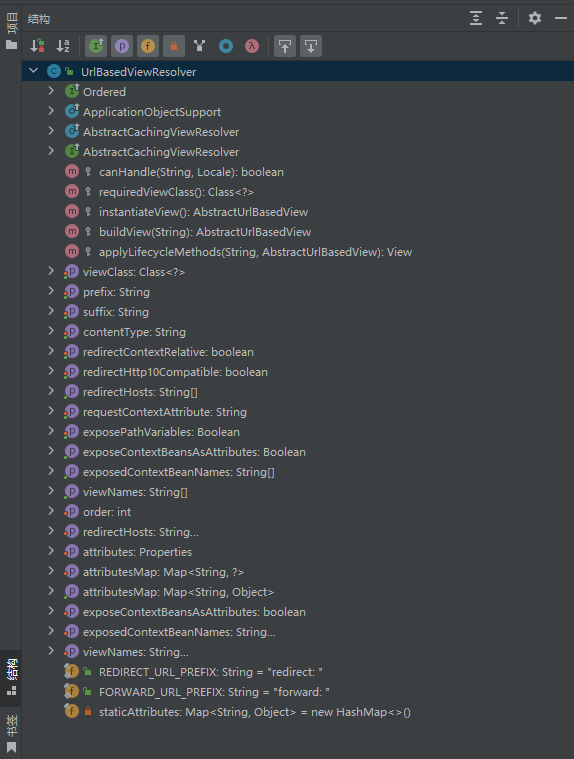 项目
结构
UrlBasedViewResolver
Ordered
ApplicationObjectSupport
AbstractCachingViewResolver
AbstractCachingViewResolver
canHandle(String, Locale): boolean
requiredViewClass(): Class<?>
instantiateView(): AbstractUrlBasedView
buildView(String): AbstractUrlBasedView
applyLifecycleMethods(String, AbstractUrlBasedView): View
viewClass: Class<?>
prefix: String
suffix: String
contentType: String
redirectContextRelative: boolean
redirectHttp10Compatible: boolean
redirectHosts: String[]
requestContextAttribute: String
exposePathVariables: Boolean
exposeContextBeansAsAttributes: Boolean
exposedContextBeanNames: String[]
viewNames: String[]
order: int
redirectHosts: String...
attributes: Properties
attributesMap: Map<String, ?>
attributesMap: Map<String, Object>
exposeContextBeansAsAttributes: boolean
exposedContextBeanNames: String...
viewNames: String...
REDIRECT_URL_PREFIX: String = "redirect: "
FORWARD_URL_PREFIX: String = "forward: "
staticAttributes: Map<String, Object> = new HashMap<>()
结构
书签